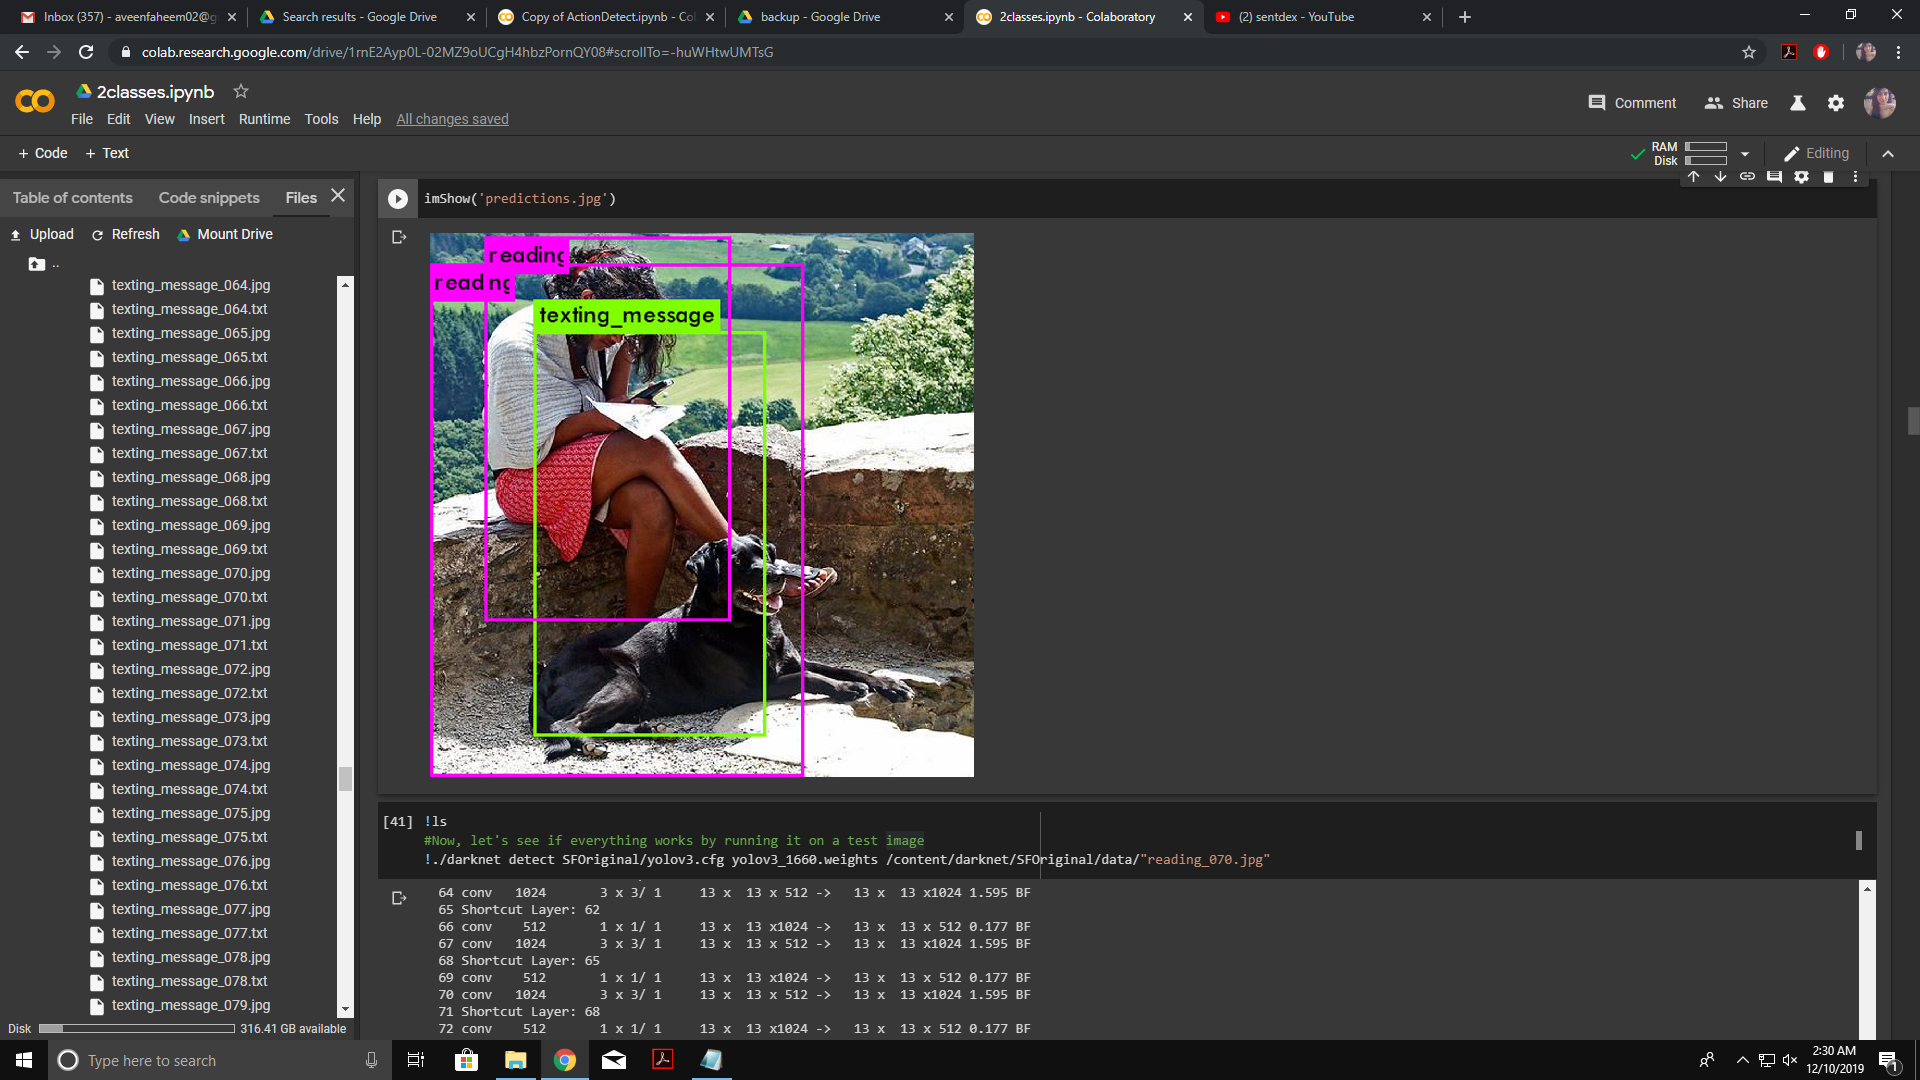 Inbox (357) - aveenfaheem02@g
Search results - Google Drive
Copy of ActionDetect.ipynb - Co
backup - Google Drive
2classes.ipynb - Colaboratory
(2) sentdex - YouTube
colab.research.google.com/drive/1rnE2Ayp0L-02MZ9oUCgH4hbzPornQY08#scrollTo=-huWHtwUMTsG
2classes.ipynb
Comment
Share
File Edit View Insert Runtime Tools Help All changes saved
+ Code + Text
RAM
Disk
Editing
Table of contents Code snippets Files
Upload Refresh Mount Drive
..
texting_message_064.jpg
texting_message_064.txt
texting_message_065.jpg
texting_message_065.txt
texting_message_066.jpg
texting_message_066.txt
texting_message_067.jpg
texting_message_067.txt
texting_message_068.jpg
texting_message_068.txt
texting_message_069.jpg
texting_message_069.txt
texting_message_070.jpg
texting_message_070.txt
texting_message_071.jpg
texting_message_071.txt
texting_message_072.jpg
texting_message_072.txt
texting_message_073.jpg
texting_message_073.txt
texting_message_074.jpg
texting_message_074.txt
texting_message_075.jpg
texting_message_075.txt
texting_message_076.jpg
texting_message_076.txt
texting_message_077.jpg
texting_message_077.txt
texting_message_078.jpg
texting_message_078.txt
texting_message_079.jpg
Disk 316.41 GB available
imShow('predictions.jpg')
reading
reading
texting_message
[41] !ls
#Now, let's see if everything works by running it on a test image
!./darknet detect SFOriginal/yolov3.cfg yolov3_1660.weights /content/darknet/SFOriginal/data/"reading_070.jpg"
64 conv 1024 3 x 3/ 1 13 x 13 x 512 -> 13 x 13 x1024 1.595 BF
65 Shortcut Layer: 62
66 conv 512 1 x 1/ 1 13 x 13 x1024 -> 13 x 13 x 512 0.177 BF
67 conv 1024 3 x 3/ 1 13 x 13 x 512 -> 13 x 13 x1024 1.595 BF
68 Shortcut Layer: 65
69 conv 512 1 x 1/ 1 13 x 13 x1024 -> 13 x 13 x 512 0.177 BF
70 conv 1024 3 x 3/ 1 13 x 13 x 512 -> 13 x 13 x1024 1.595 BF
71 Shortcut Layer: 68
72 conv 512 1 x 1/ 1 13 x 13 x1024 -> 13 x 13 x 512 0.177 BF
Type here to search
2:30 AM
12/10/2019
1